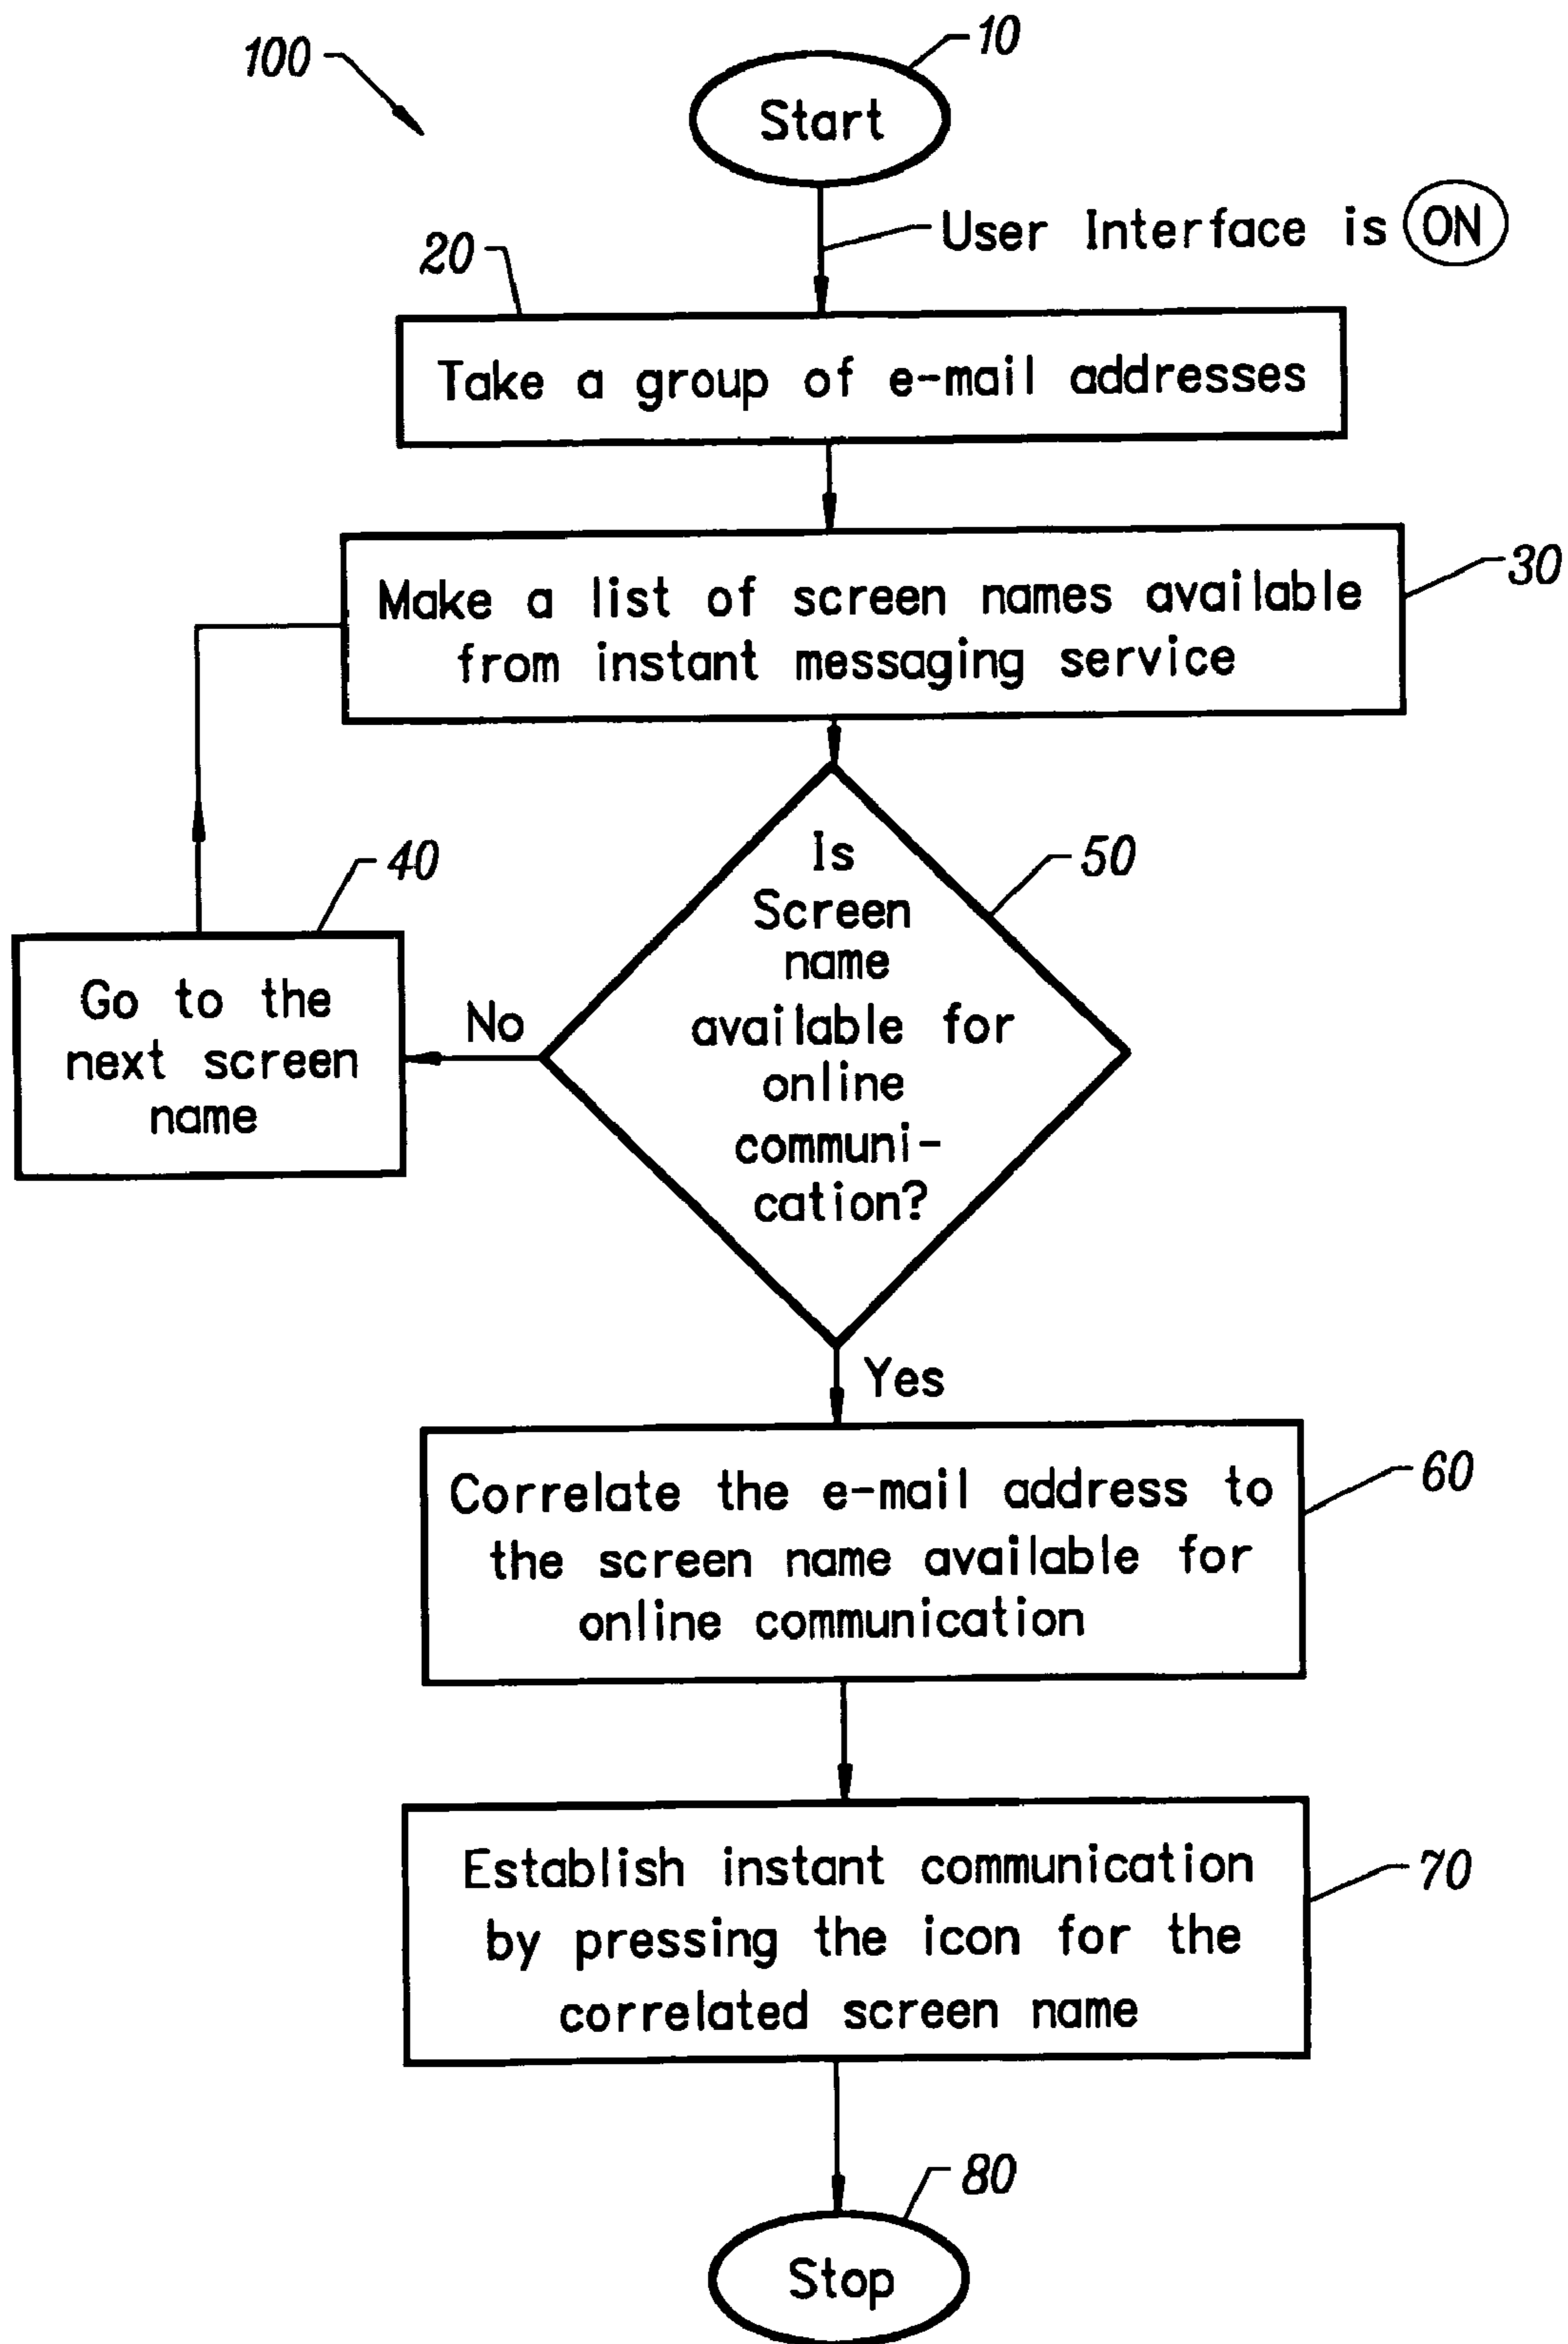 100
10
Start
User Interface is ON
20
Take a group of e-mail addresses
30
Make a list of screen names available
from instant messaging service
40
Go to the
next screen
name
No
50
Is
Screen
name
available for
online
communi-
cation?
Yes
60
Correlate the e-mail address to
the screen name available for
online communication
70
Establish instant communication
by pressing the icon for the
correlated screen name
80
Stop